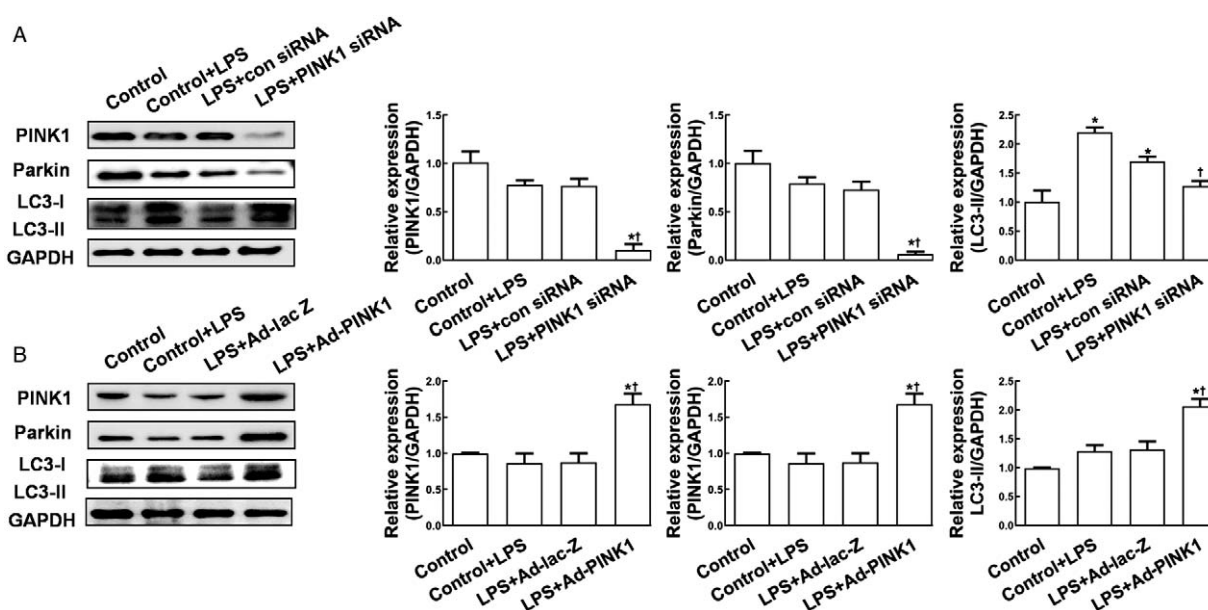 A
Control
Control+LPS
LPS+con siRNA
LPS+PINK1 siRNA
PINK1
Parkin
LC3-I
LC3-II
GAPDH
Relative expression
(PINK1/GAPDH)
1.5
1.0
0.5
0.0
*†
Control
Control+LPS
LPS+con siRNA
LPS+PINK1 siRNA
Relative expression
(Parkin/GAPDH)
1.5
1.0
0.5
0.0
*†
Control
Control+LPS
LPS+con siRNA
LPS+PINK1 siRNA
Relative expression
(LC3-II/GAPDH)
2.5
2.0
1.5
1.0
0.5
0.0
*
*
†
Control
Control+LPS
LPS+con siRNA
LPS+PINK1 siRNA
B
Control
Control+LPS
LPS+Ad-lac Z
LPS+Ad-PINK1
PINK1
Parkin
LC3-I
LC3-II
GAPDH
Relative expression
(PINK1/GAPDH)
2.0
1.5
1.0
0.5
0.0
*†
Control
Control+LPS
LPS+Ad-lac-Z
LPS+Ad-PINK1
Relative expression
(PINK1/GAPDH)
2.0
1.5
1.0
0.5
0.0
*†
Control
Control+LPS
LPS+Ad-lac-Z
LPS+Ad-PINK1
Relative expression
LC3-II/GAPDH)
2.5
2.0
1.5
1.0
0.5
0.0
*†
Control
Control+LPS
LPS+Ad-lac-Z
LPS+Ad-PINK1